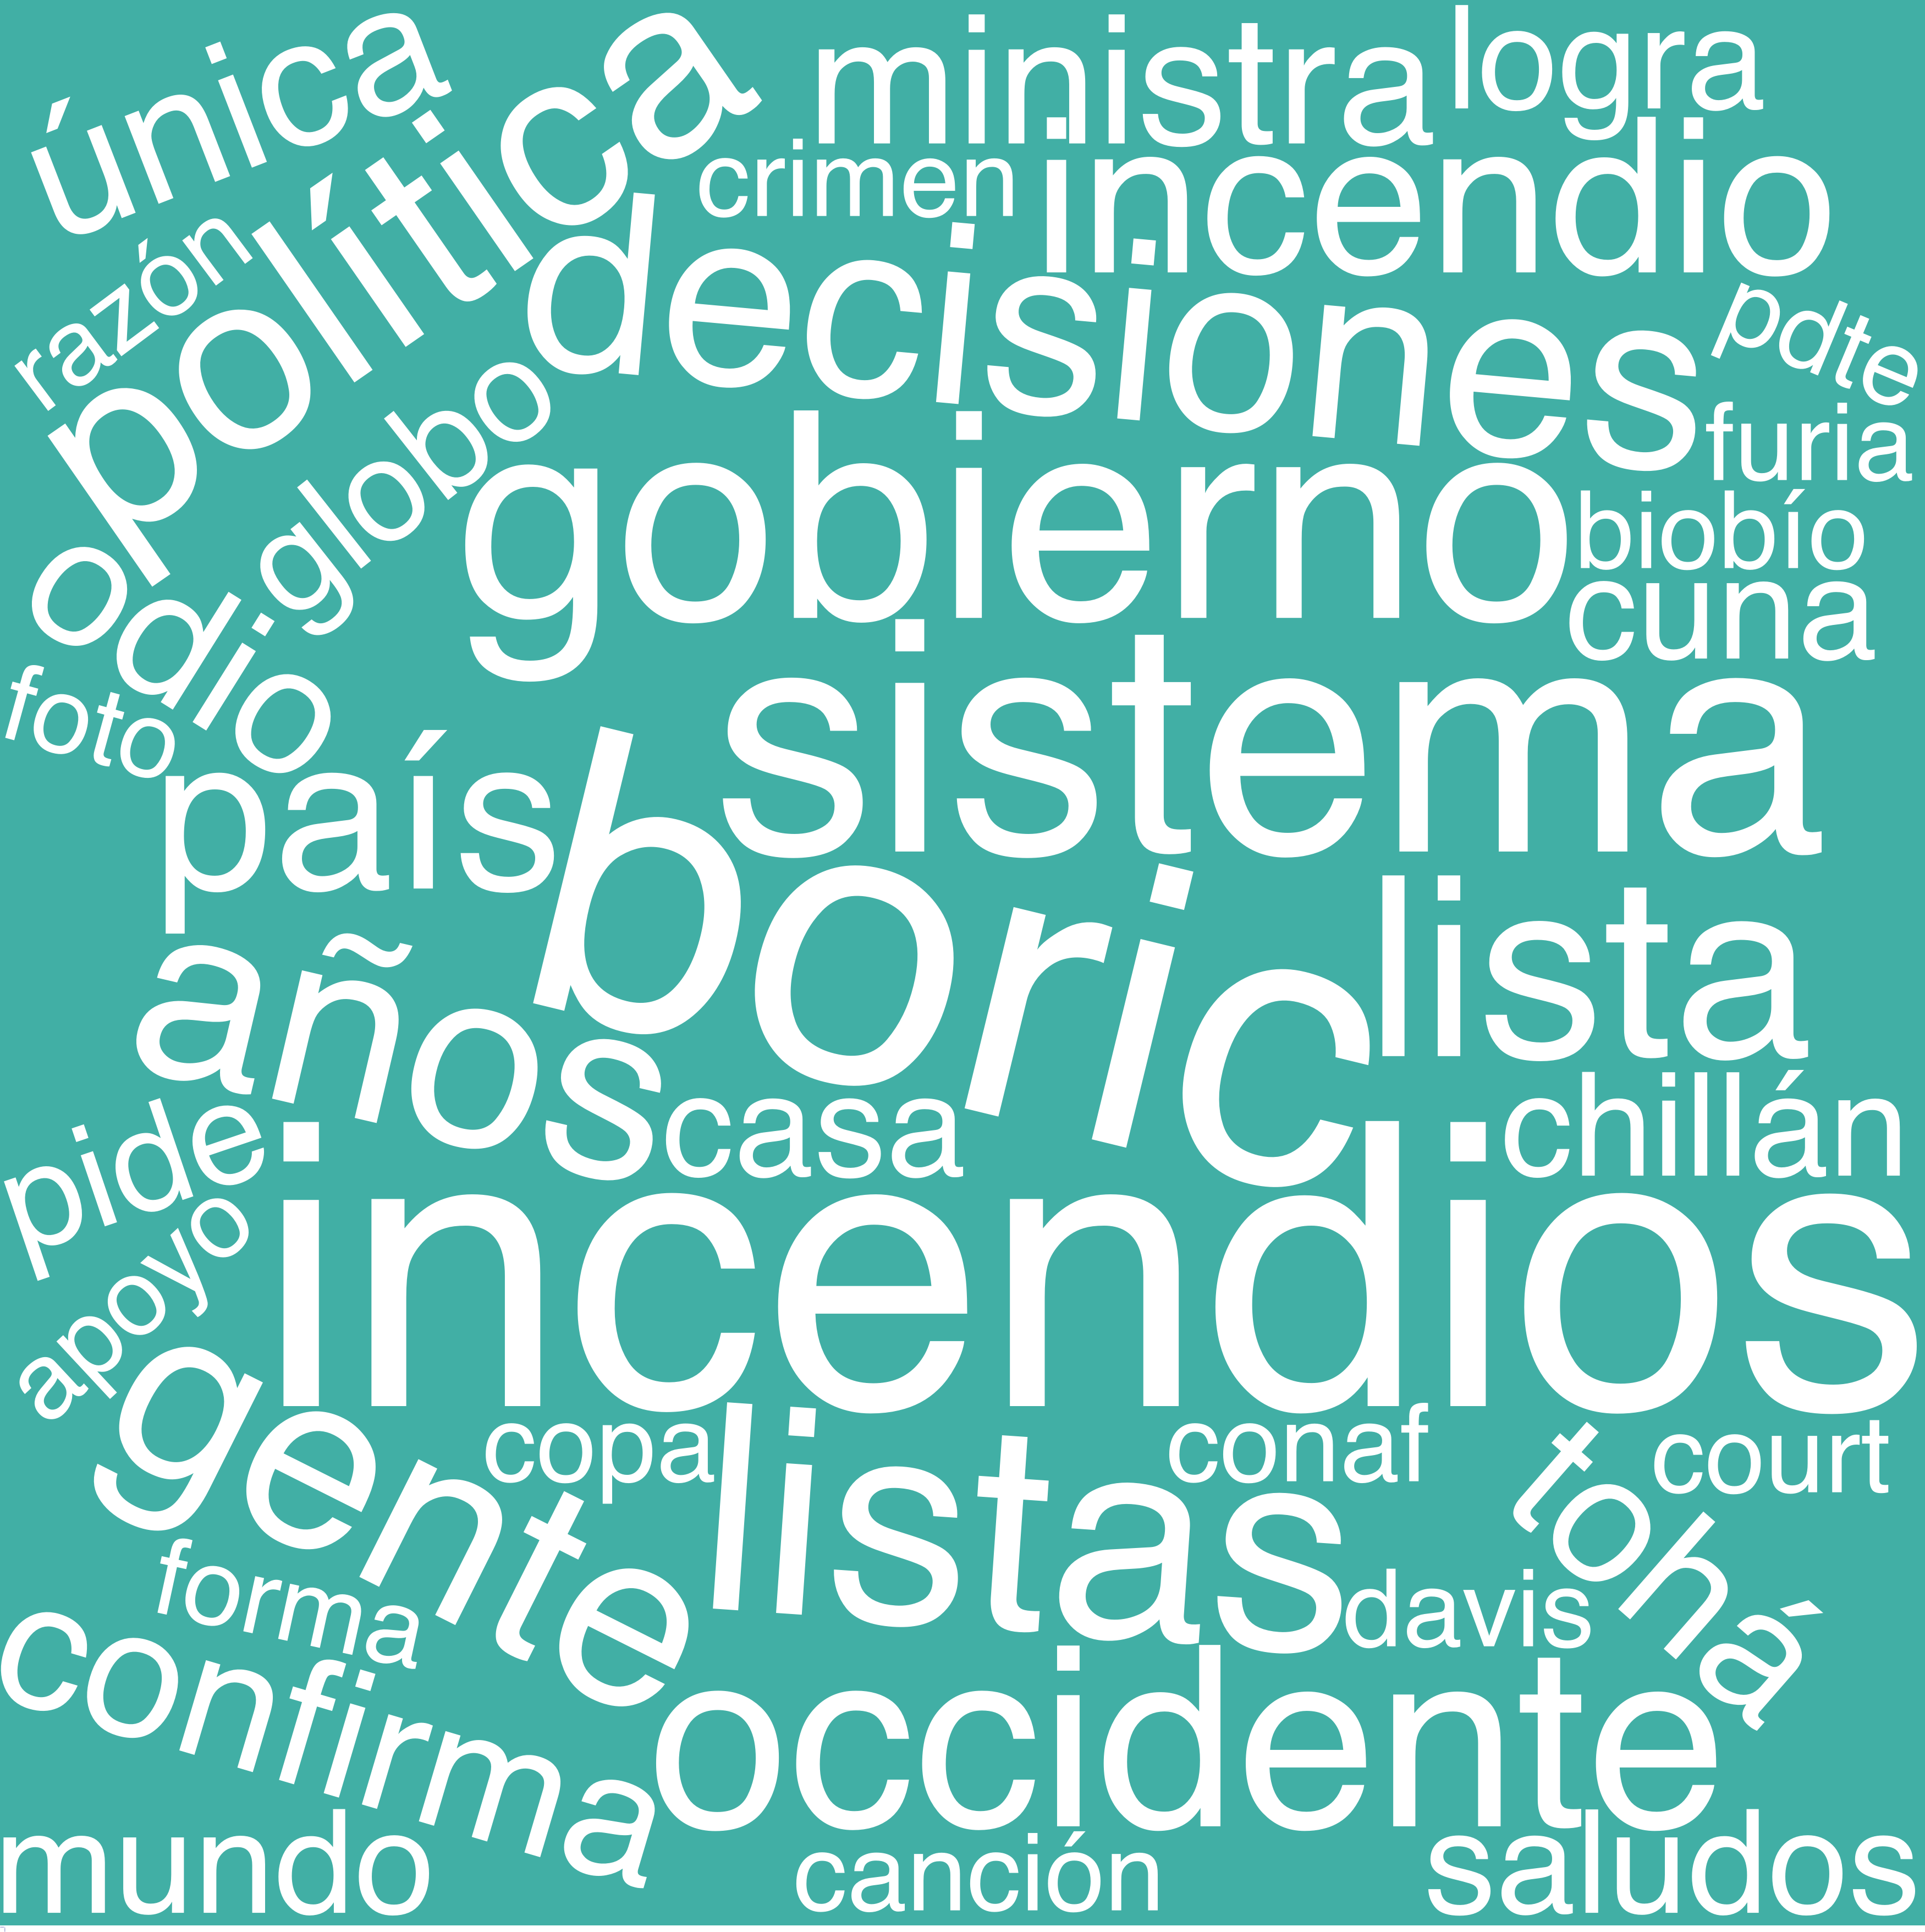 única
política
ministra
logra
crimen
incendio
razón
decisiones
pdte
furia
globo
gobierno
biobío
cuna
odio
foto
sistema
país
boric
lista
años
casa
chillán
pide
incendios
apoyo
gente
copa
listas
conaf
court
tohá
forma
davis
confirma
occidente
mundo
canción
saludos